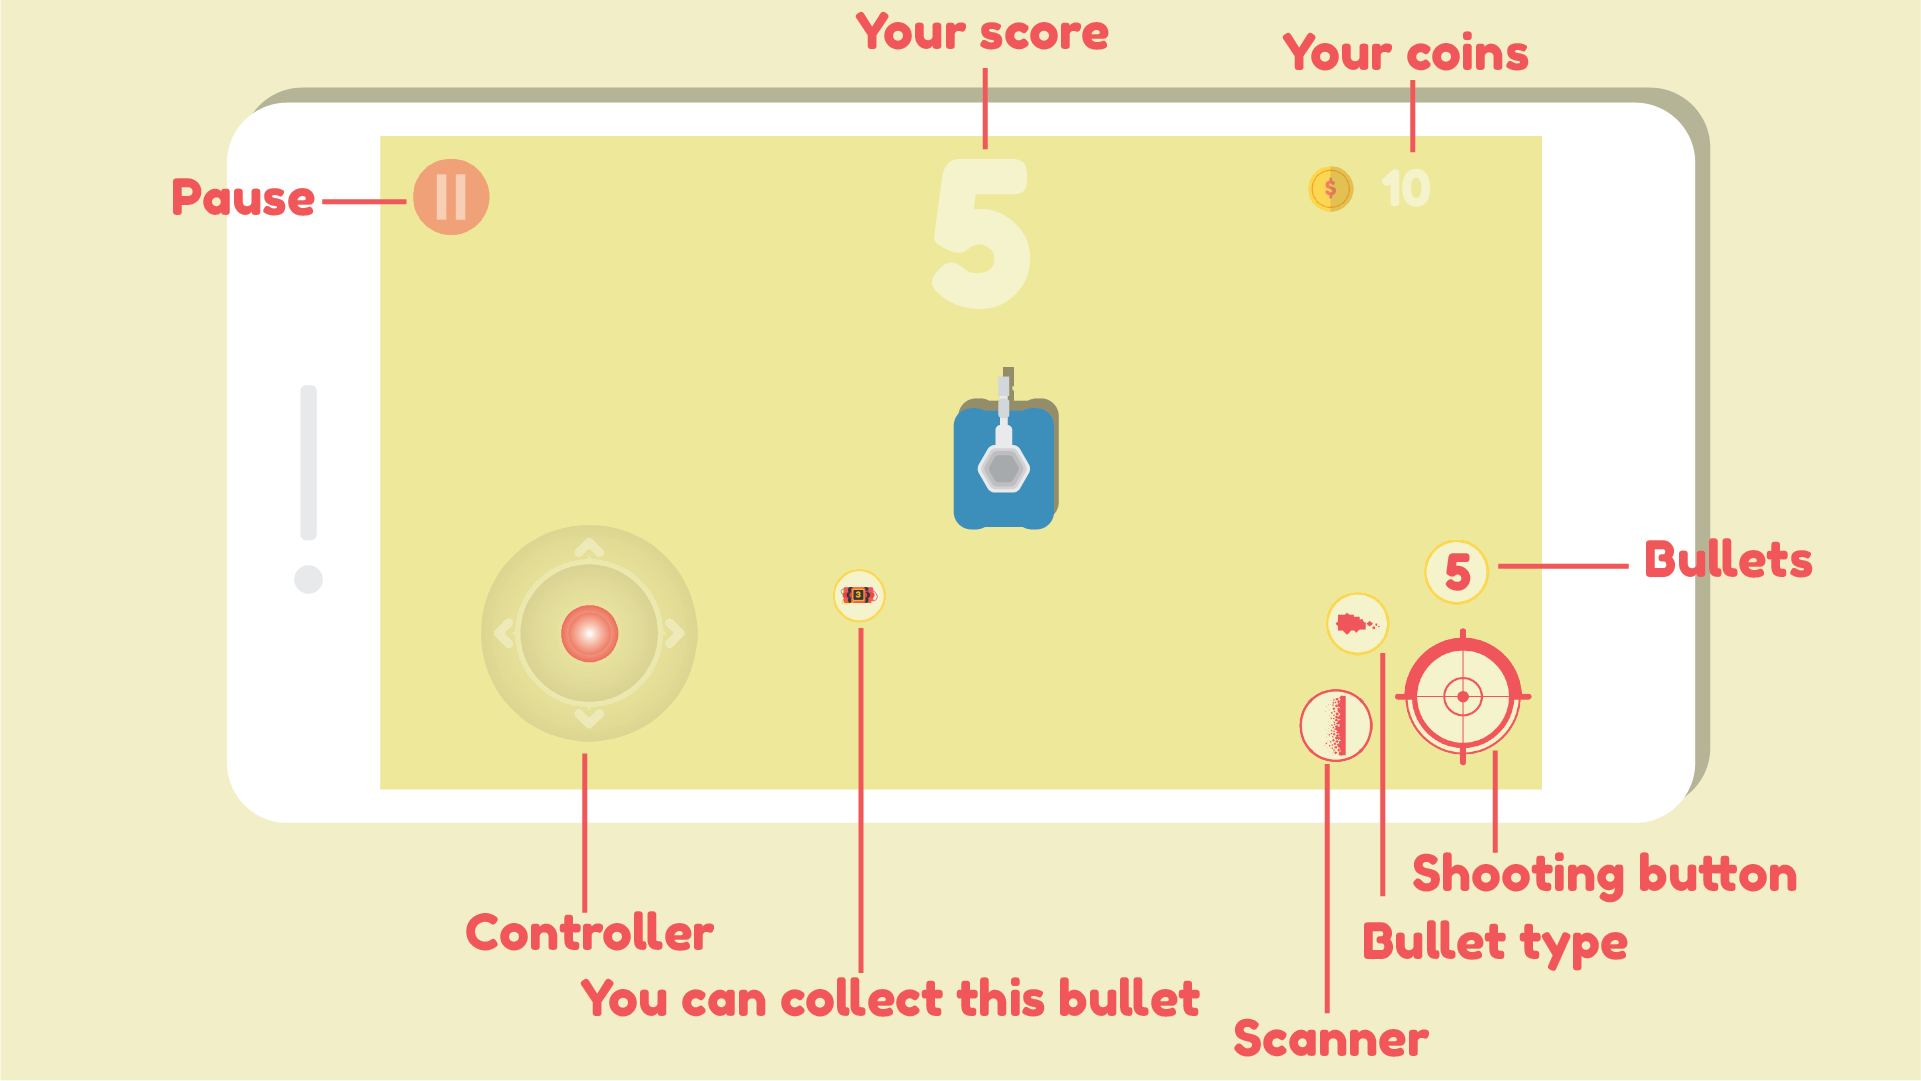 Your score
Your coins
Pause
5
$ 10
3
5
Bullets
Shooting button
Controller
Bullet type
You can collect this bullet
Scanner